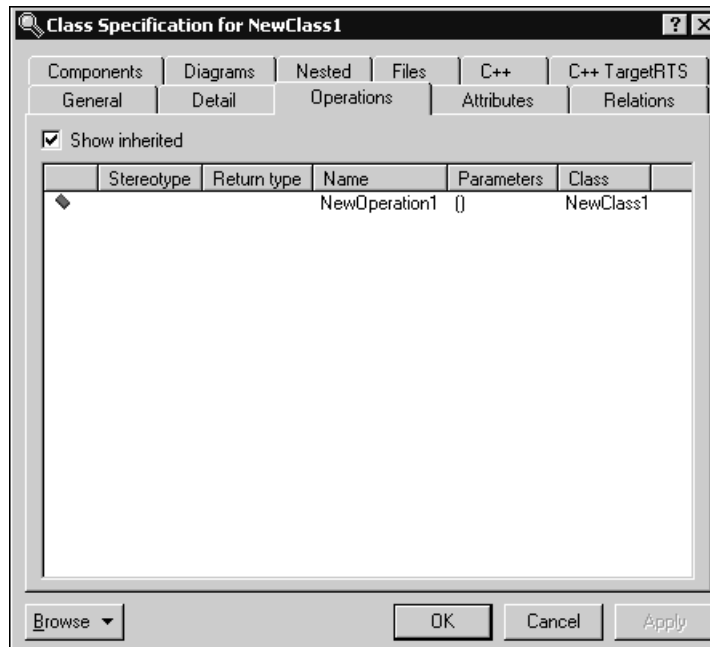 Class Specification for NewClass1
Components Diagrams Nested Files C++ C++ TargetRTS
General Detail Operations Attributes Relations
Show inherited
Stereotype Return type Name Parameters Class
NewOperation1 () NewClass1
Browse OK Cancel Apply